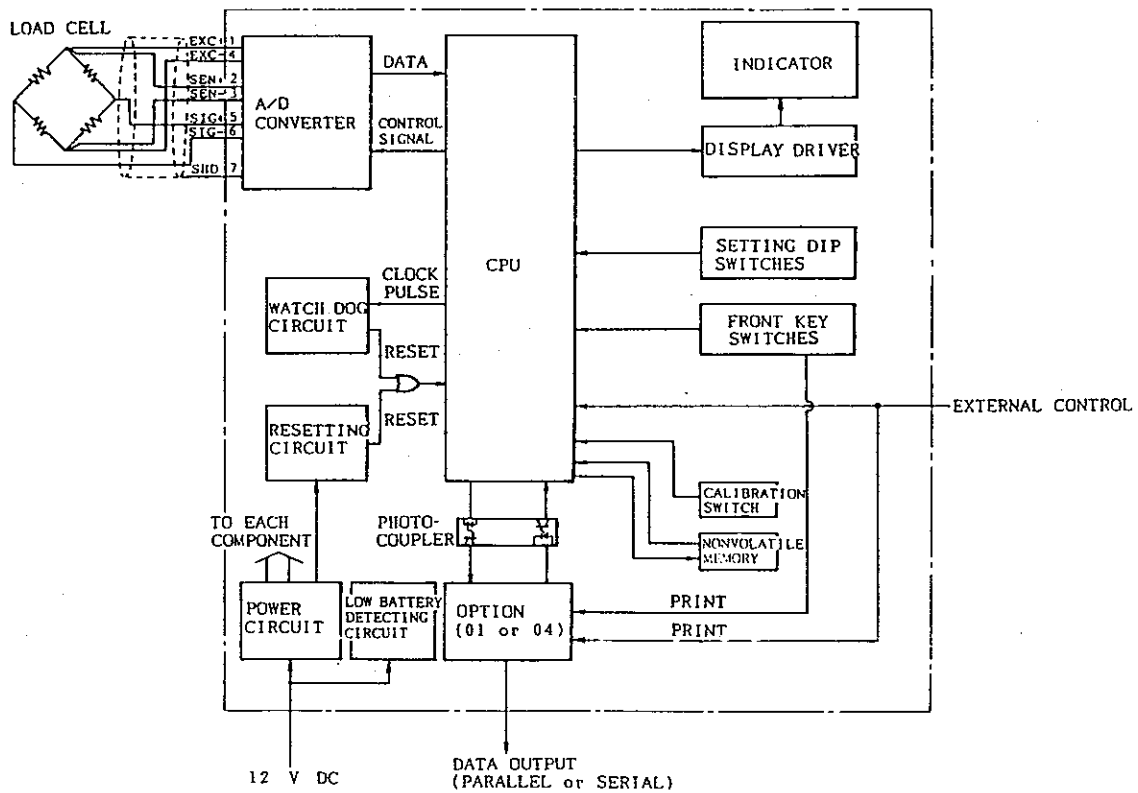 LOAD CELL
EXC+ 1
EXC- 4
SEN+ 2
SEN- 3
SIG+ 5
SIG- 6
SHD 7
A/D
CONVERTER
DATA
CONTROL
SIGNAL
CPU
INDICATOR
DISPLAY DRIVER
SETTING DIP
SWITCHES
FRONT KEY
SWITCHES
CLOCK
PULSE
WATCH DOG
CIRCUIT
RESET
RESET
RESETTING
CIRCUIT
EXTERNAL CONTROL
CALIBRATION
SWITCH
NONVOLATILE
MEMORY
TO EACH
COMPONENT
PHOTO-
COUPLER
POWER
CIRCUIT
LOW BATTERY
DETECTING
CIRCUIT
OPTION
(01 or 04)
PRINT
PRINT
12 V DC
DATA OUTPUT
(PARALLEL or SERIAL)